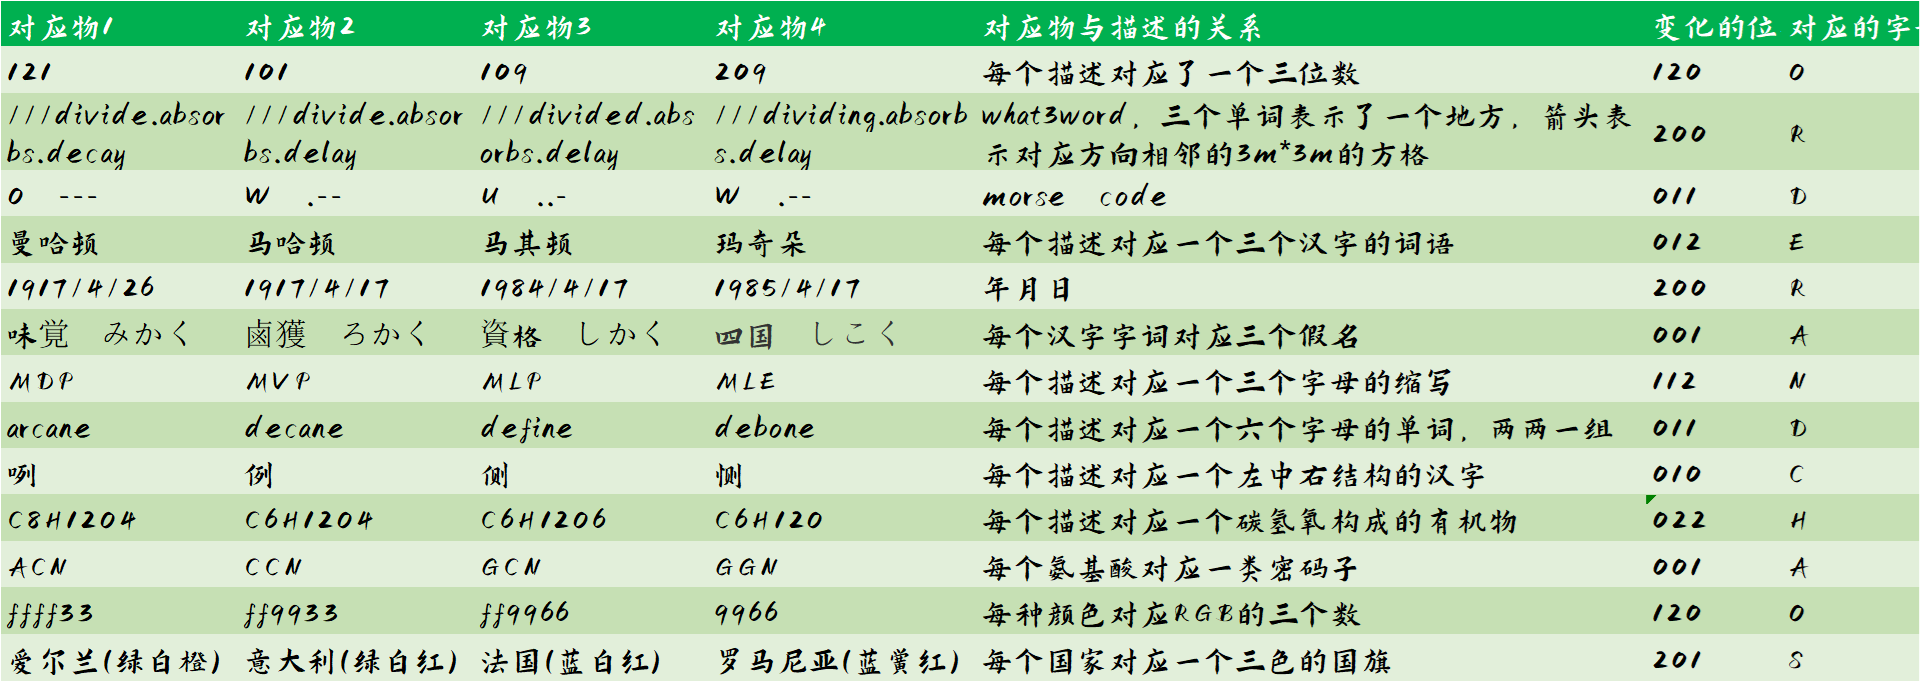 对应物1 对应物2 对应物3 对应物4 对应物与描述的关系 变化的位 对应的字
121 101 109 209 每个描述对应了一个三位数 120 O
///divide.absorbs.decay ///divide.absorbs.delay ///divided.absorbs.delay ///dividing.absorbs.delay what3word，三个单词表示了一个地方，箭头表示对应方向相邻的3m*3m的方格 200 R
O --- W .-- U ..- W .-- morse code 011 D
曼哈顿 马哈顿 马其顿 玛奇朵 每个描述对应一个三个汉字的词语 012 E
1917/4/26 1917/4/17 1984/4/17 1985/4/17 年月日 200 R
味覚 みかく 鹵獲 ろかく 資格 しかく 四国 しこく 每个汉字字词对应三个假名 001 A
MDP MVP MLP MLE 每个描述对应一个三个字母的缩写 112 N
arcane decane define debone 每个描述对应一个六个字母的单词，两两一组 011 D
咧 例 侧 恻 每个描述对应一个左中右结构的汉字 010 C
C8H12O4 C6H12O4 C6H12O6 C6H12O 每个描述对应一个碳氢氧构成的有机物 022 H
ACN CCN GCN GGN 每个氨基酸对应一类密码子 001 A
ffff33 ff9933 ff9966 9966 每种颜色对应RGB的三个数 120 O
爱尔兰(绿白橙) 意大利(绿白红) 法国(蓝白红) 罗马尼亚(蓝黄红) 每个国家对应一个三色的国旗 201 S